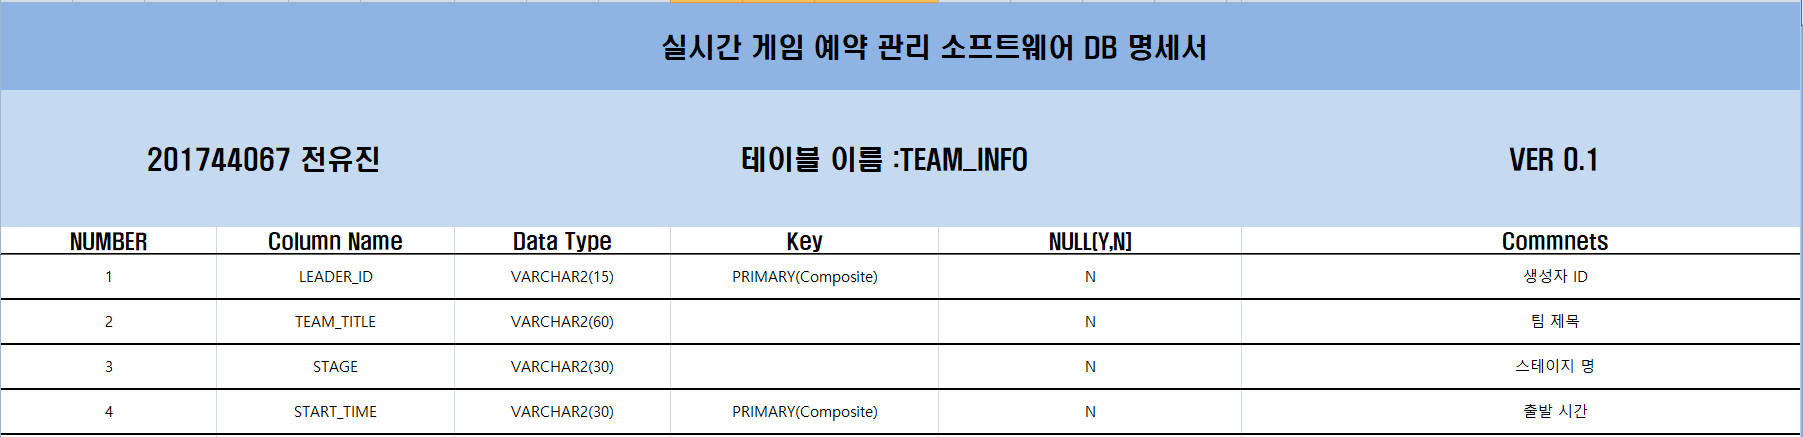 실시간 게임 예약 관리 소프트웨어 DB 명세서
201744067 전유진 테이블 이름 :TEAM_INFO VER 0.1
NUMBER Column Name Data Type Key NULL(Y,N] Commnets
1 LEADER_ID VARCHAR2(15) PRIMARY(Composite) N 생성자 ID
2 TEAM_TITLE VARCHAR2(60) N 팀 제목
3 STAGE VARCHAR2(30) N 스테이지 명
4 START_TIME VARCHAR2(30) PRIMARY(Composite) N 출발 시간